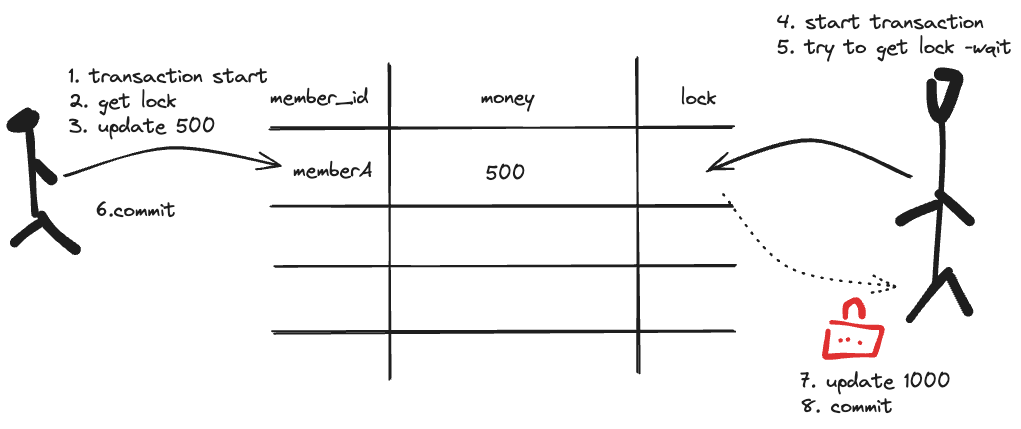 4. start transaction
5. try to get lock -wait
1. transaction start
2. get lock
3. update 500
member_id
money
lock
memberA
500
6.commit
7. update 1000
8. commit